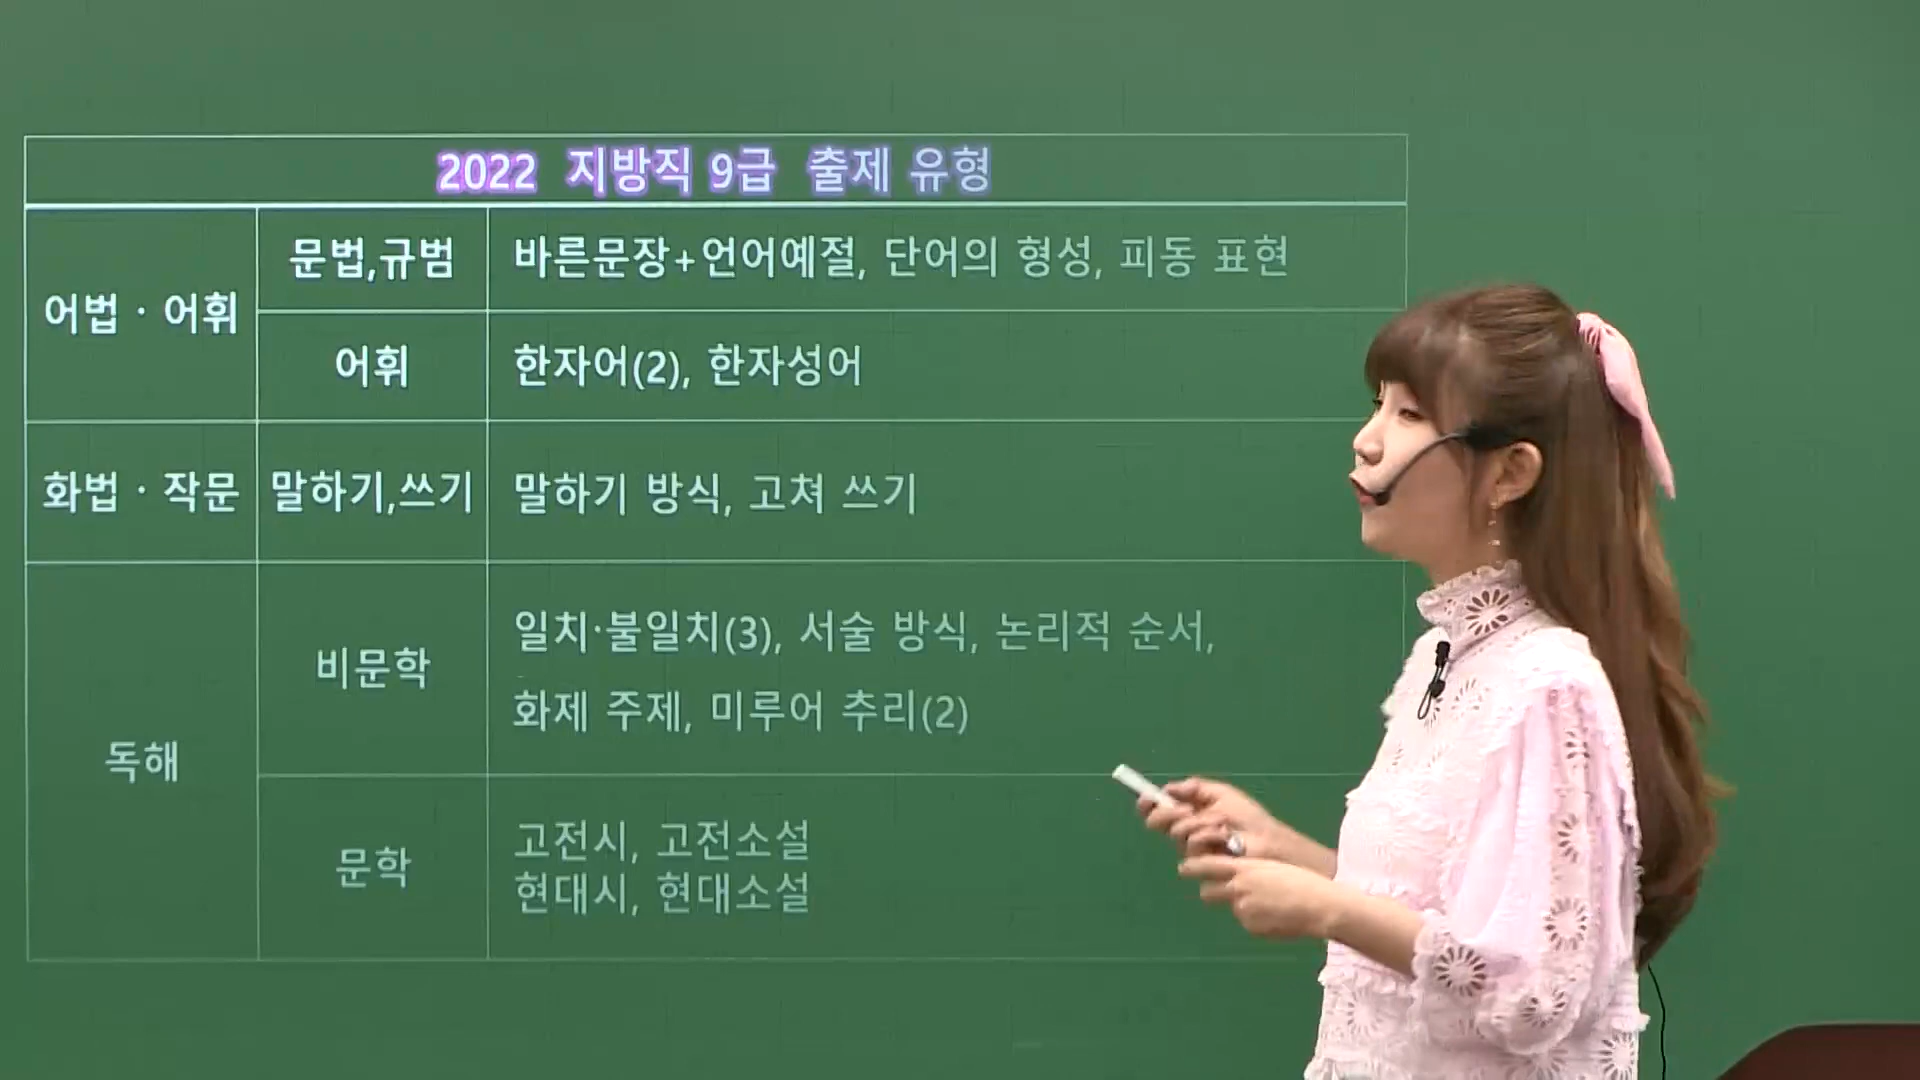 2022 지방직 9급 출제 유형
어법 · 어휘
문법,규범
바른문장+언어예절, 단어의 형성, 피동 표현
어휘
한자어(2), 한자성어
화법 · 작문
말하기,쓰기
말하기 방식, 고쳐 쓰기
독해
비문학
일치·불일치(3), 서술 방식, 논리적 순서,
화제 주제, 미루어 추리(2)
문학
고전시, 고전소설
현대시, 현대소설